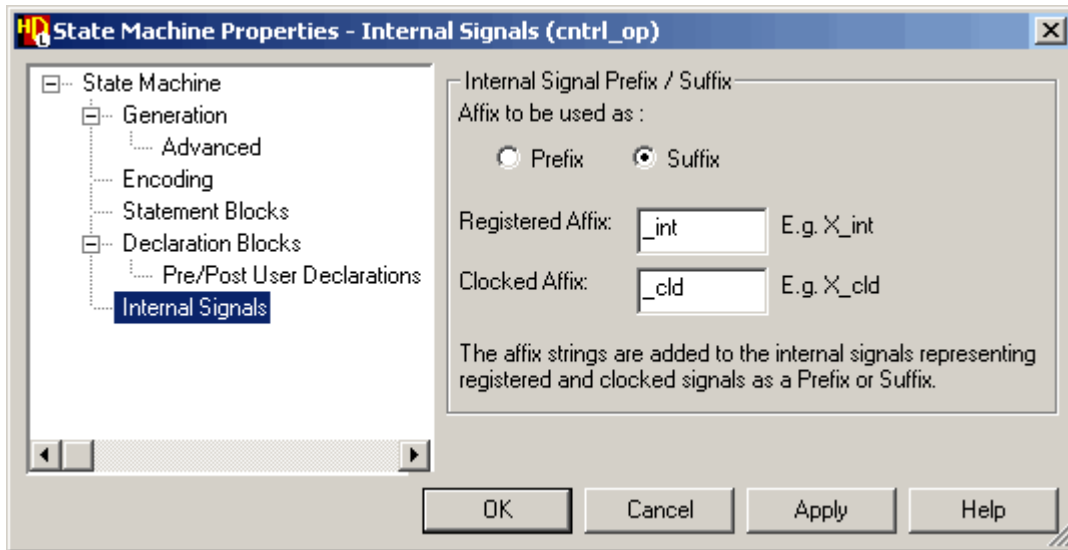 HDL State Machine Properties - Internal Signals (cntrl_op)
State Machine
Generation
Advanced
Encoding
Statement Blocks
Declaration Blocks
Pre/Post User Declarations
Internal Signals
Internal Signal Prefix / Suffix
Affix to be used as :
Prefix Suffix
Registered Affix: _int E.g. X_int
Clocked Affix: _cld E.g. X_cld
The affix strings are added to the internal signals representing
registered and clocked signals as a Prefix or Suffix.
OK Cancel Apply Help